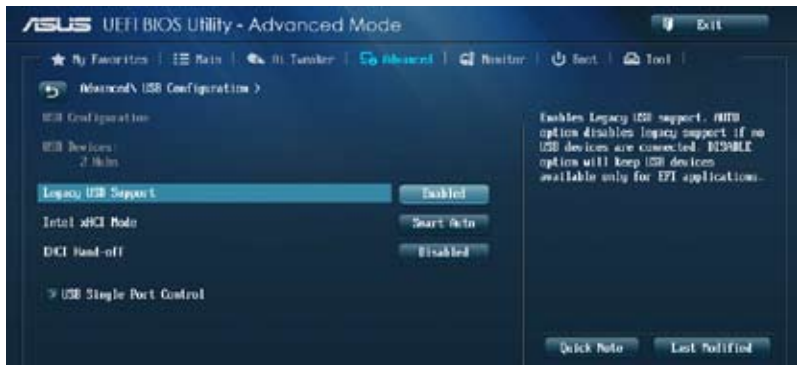 ASUS UEFI BIOS Utility - Advanced Mode
Exit
My Favorites | Main | Ai Tweaker | Advanced | Monitor | Boot | Tool
Advanced\ USB Configuration >
USB Configuration
USB Devices:
2 Hubs
Legacy USB Support Enabled
Intel xHCI Mode Smart Auto
EHCI Hand-off Disabled
> USB Single Port Control
Enables Legacy USB support. AUTO
option disables legacy support if no
USB devices are connected. DISABLE
option will keep USB devices
available only for EFI applications.
Quick Note Last Modified